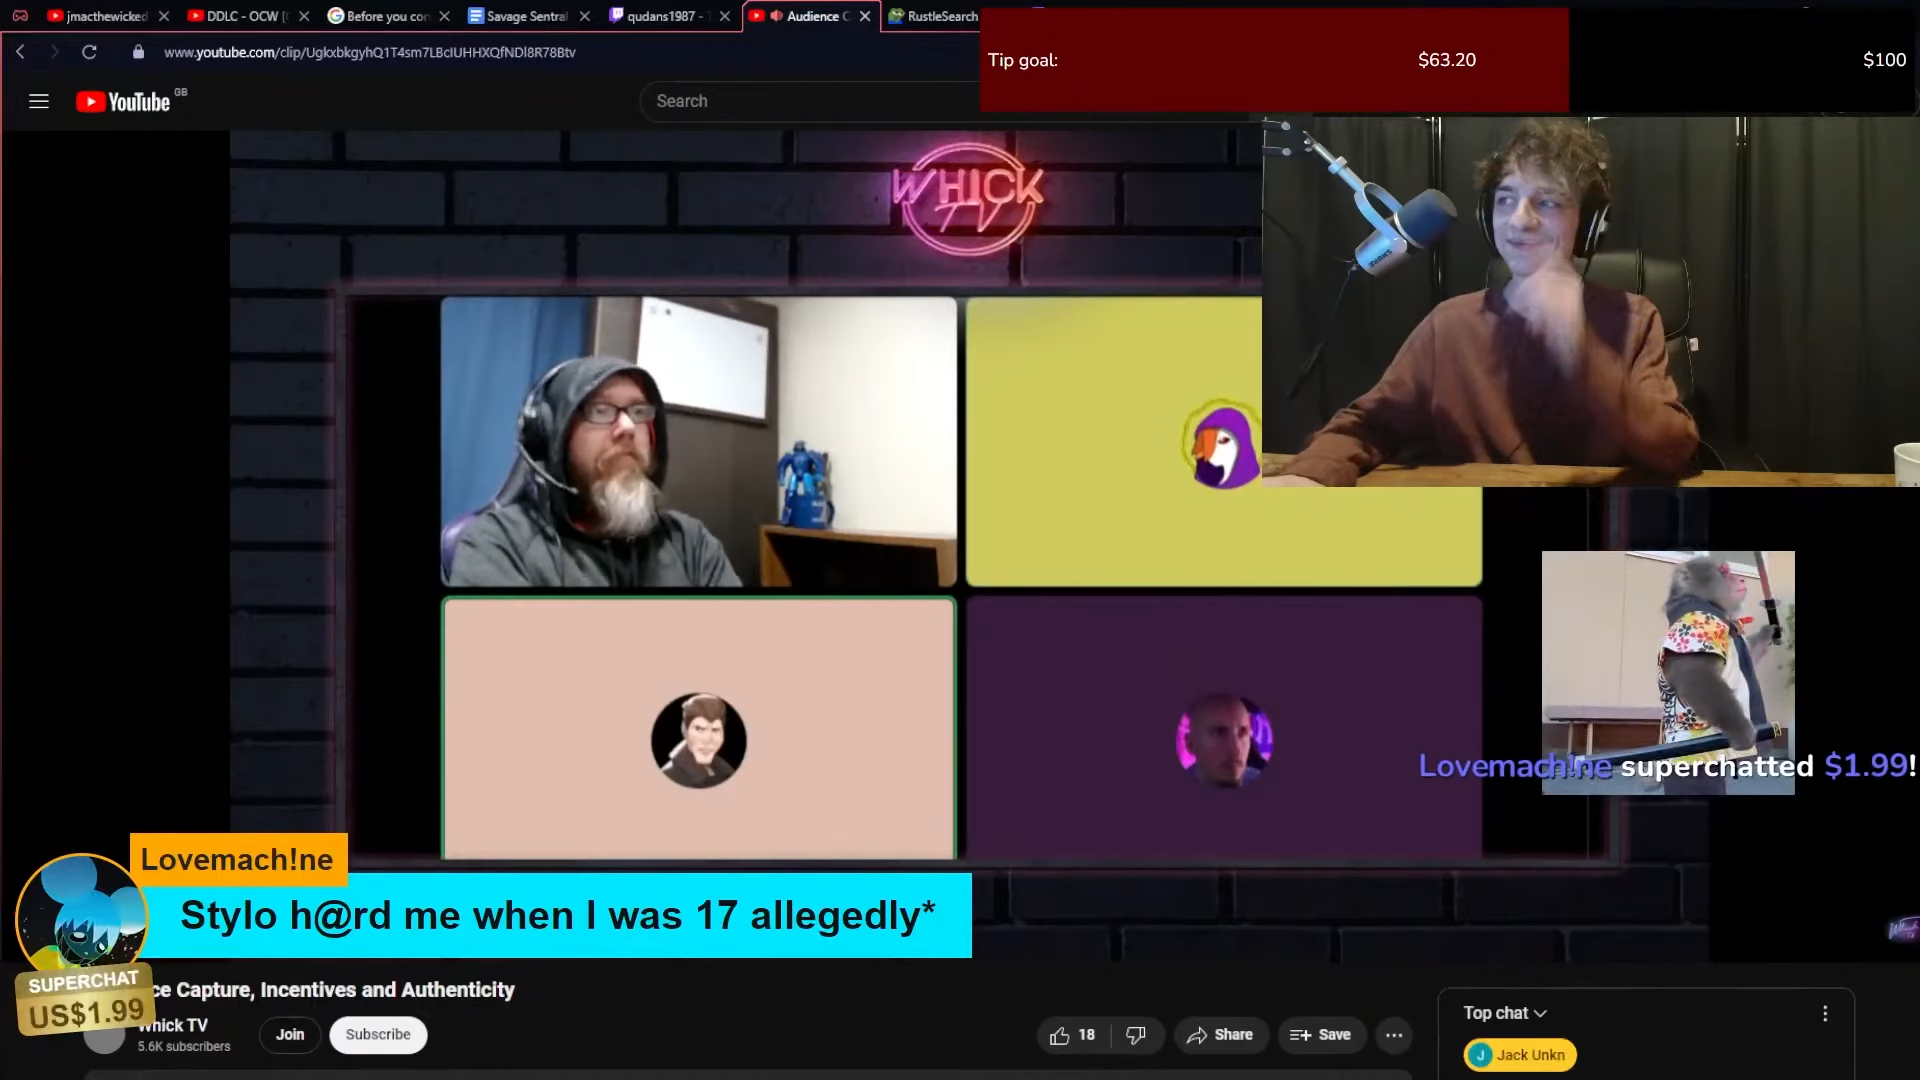 jmacthewicked
DDLC - OCW [
Before you con
Savage Sentral
qudans1987 - T
Audience C
RustleSearch
www.youtube.com/clip/UgkxbkgyhQ1T4sm7LBcIUHHXQfNDl8R78Btv
Tip goal:
$63.20
$100
YouTube GB
Search
WHICK
TV
SHURE
Lovemach!ne superchatted $1.99!
Lovemach!ne
Stylo h@rd me when I was 17 allegedly*
SUPERCHAT
US$1.99
ce Capture, Incentives and Authenticity
Whick TV
5.6K subscribers
Join
Subscribe
18
Share
Save
Top chat
J Jack Unkn